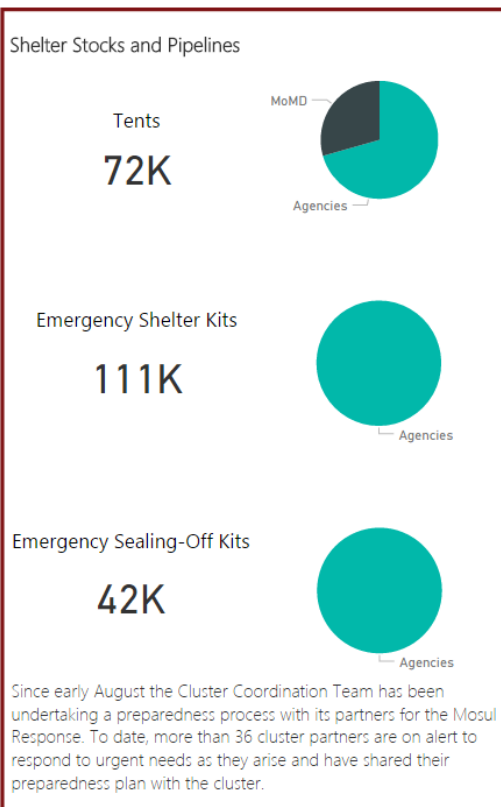 Shelter Stocks and Pipelines
Tents
72K
MoMD
Agencies
Emergency Shelter Kits
111K
Agencies
Emergency Sealing-Off Kits
42K
Agencies
Since early August the Cluster Coordination Team has been
undertaking a preparedness process with its partners for the Mosul
Response. To date, more than 36 cluster partners are on alert to
respond to urgent needs as they arise and have shared their
preparedness plan with the cluster.